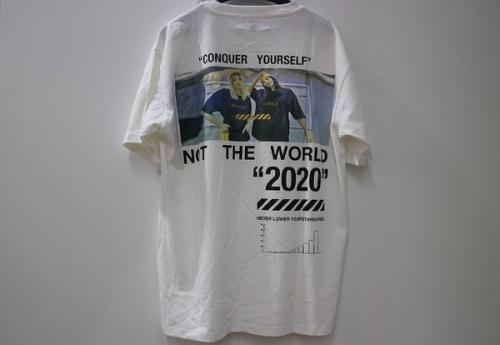 "CONQUER YOURSELF"
NOT THE WORLD
"2020"
NEVER LOWER YOUR STANDARDS